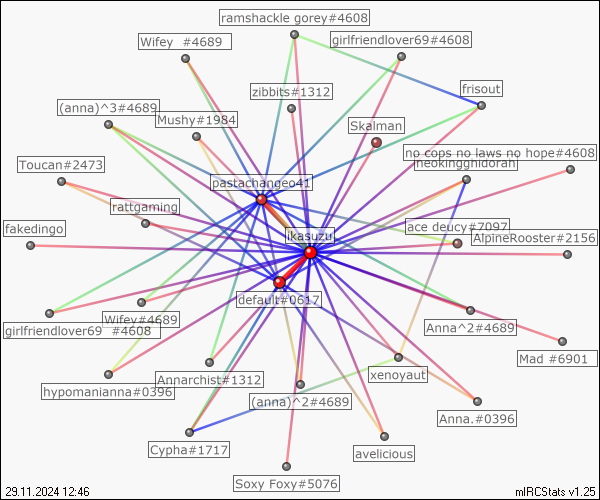 ramshackle gorey#4608
Wifey #4689
girlfriendlover69#4608
zibbits#1312
frisout
(anna)^3#4689
Mushy#1984
Skalman
no cops no laws no hope#4608
neokingghidorah
Toucan#2473
pastachangeo41
rattgaming
ikasuzu
ace deucy#7097
fakedingo
AlpineRooster#2156
default#0617
Wifey#4689
girlfriendlover69 #4608
Anna^2#4689
Mad #6901
xenoyaut
Annarchist#1312
hypomanianna#0396
(anna)^2#4689
Anna.#0396
Cypha#1717
avelicious
Soxy Foxy#5076
29.11.2024 12:46
mIRCStats v1.25